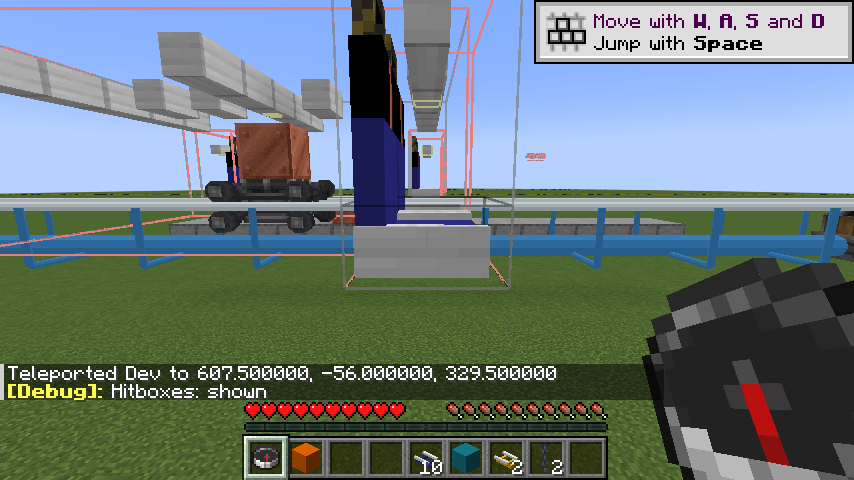 Move with W, A, S and D
Jump with Space
Teleported Dev to 607.500000, -56.000000, 329.500000
[Debug]: Hitboxes: shown
10
2
2